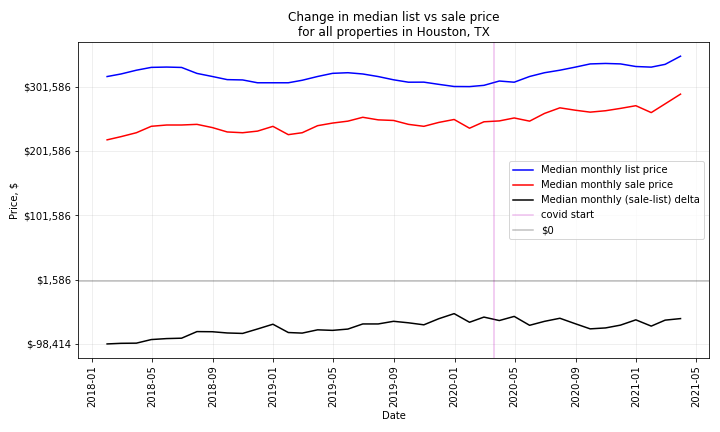 Change in median list vs sale price
for all properties in Houston, TX
Price, $
$301,586
$201,586
$101,586
$1,586
$-98,414
Median monthly list price
Median monthly sale price
Median monthly (sale-list) delta
covid start
$0
2018-01
2018-05
2018-09
2019-01
2019-05
2019-09
2020-01
2020-05
2020-09
2021-01
2021-05
Date